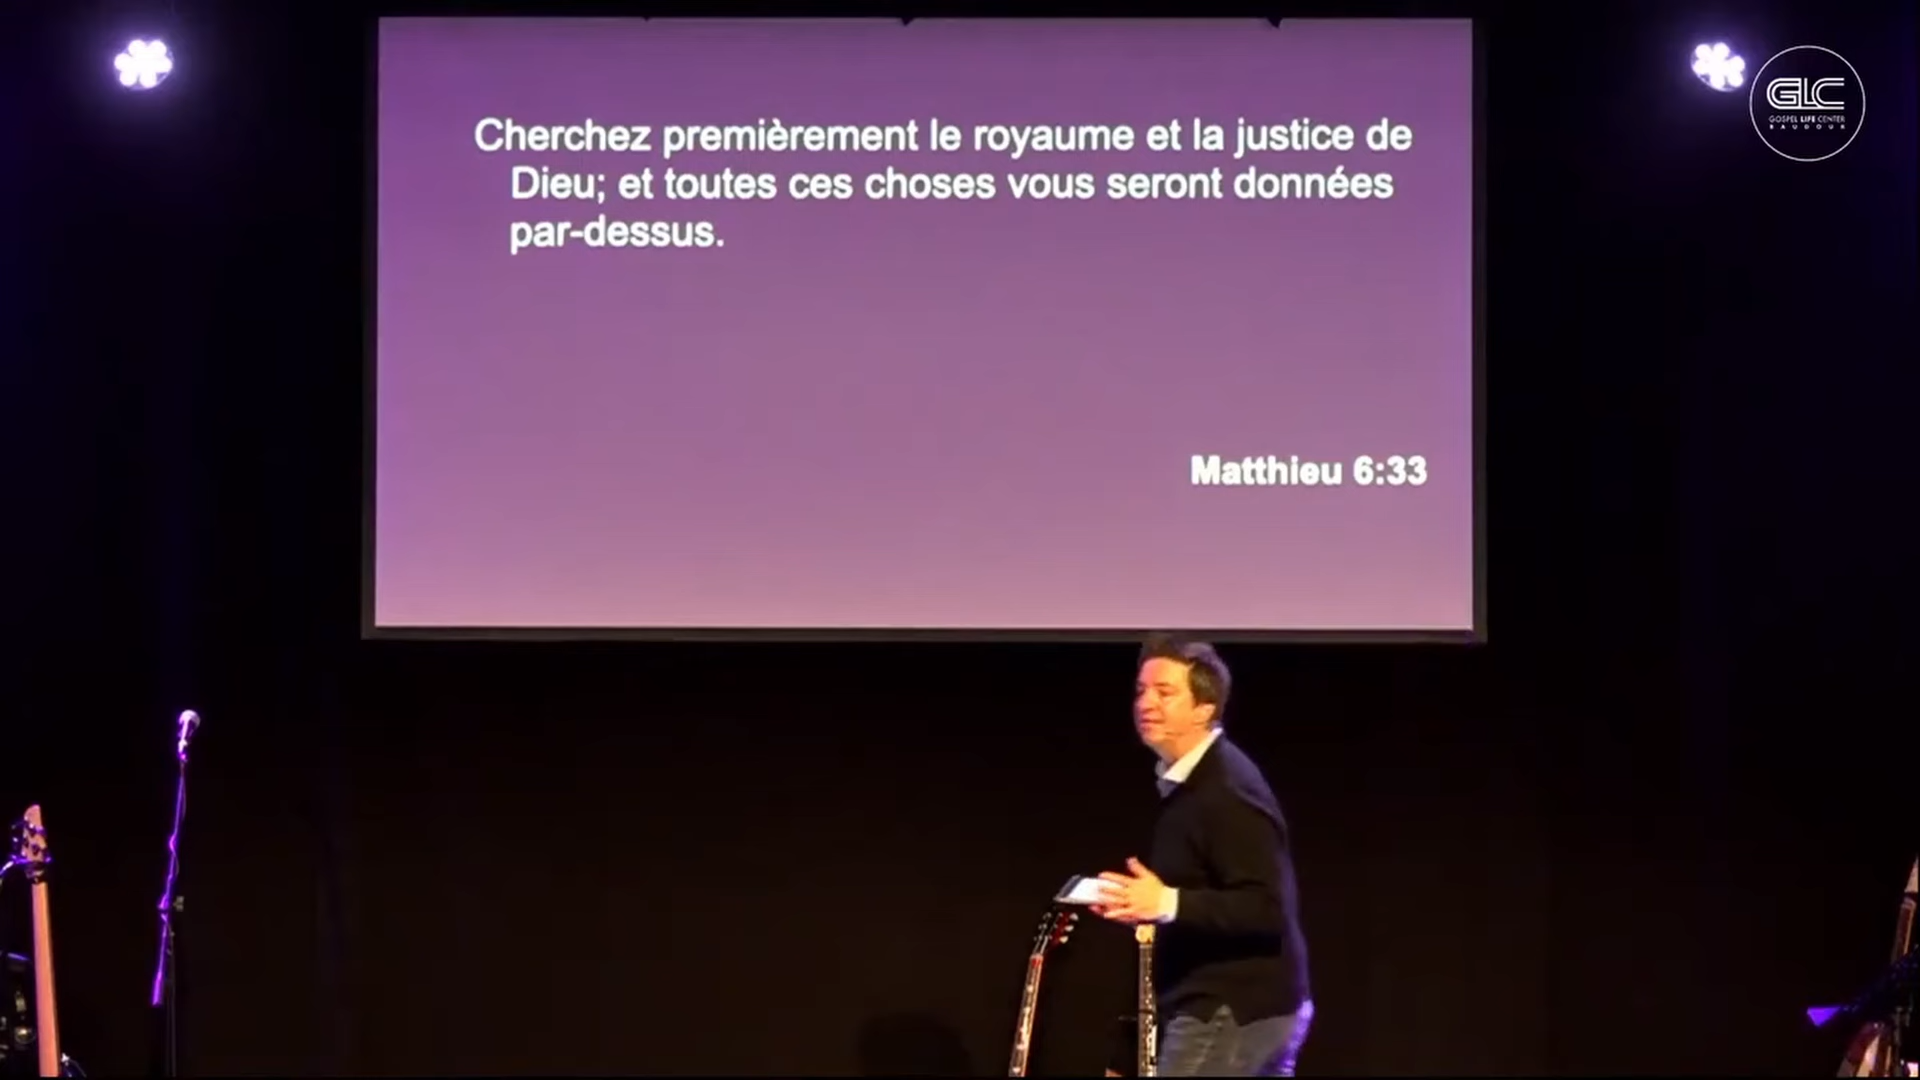 Cherchez premièrement le royaume et la justice de
Dieu; et toutes ces choses vous seront données
par-dessus.
Matthieu 6:33
GLC
GOSPEL LIFE CENTER
BAUDOUR